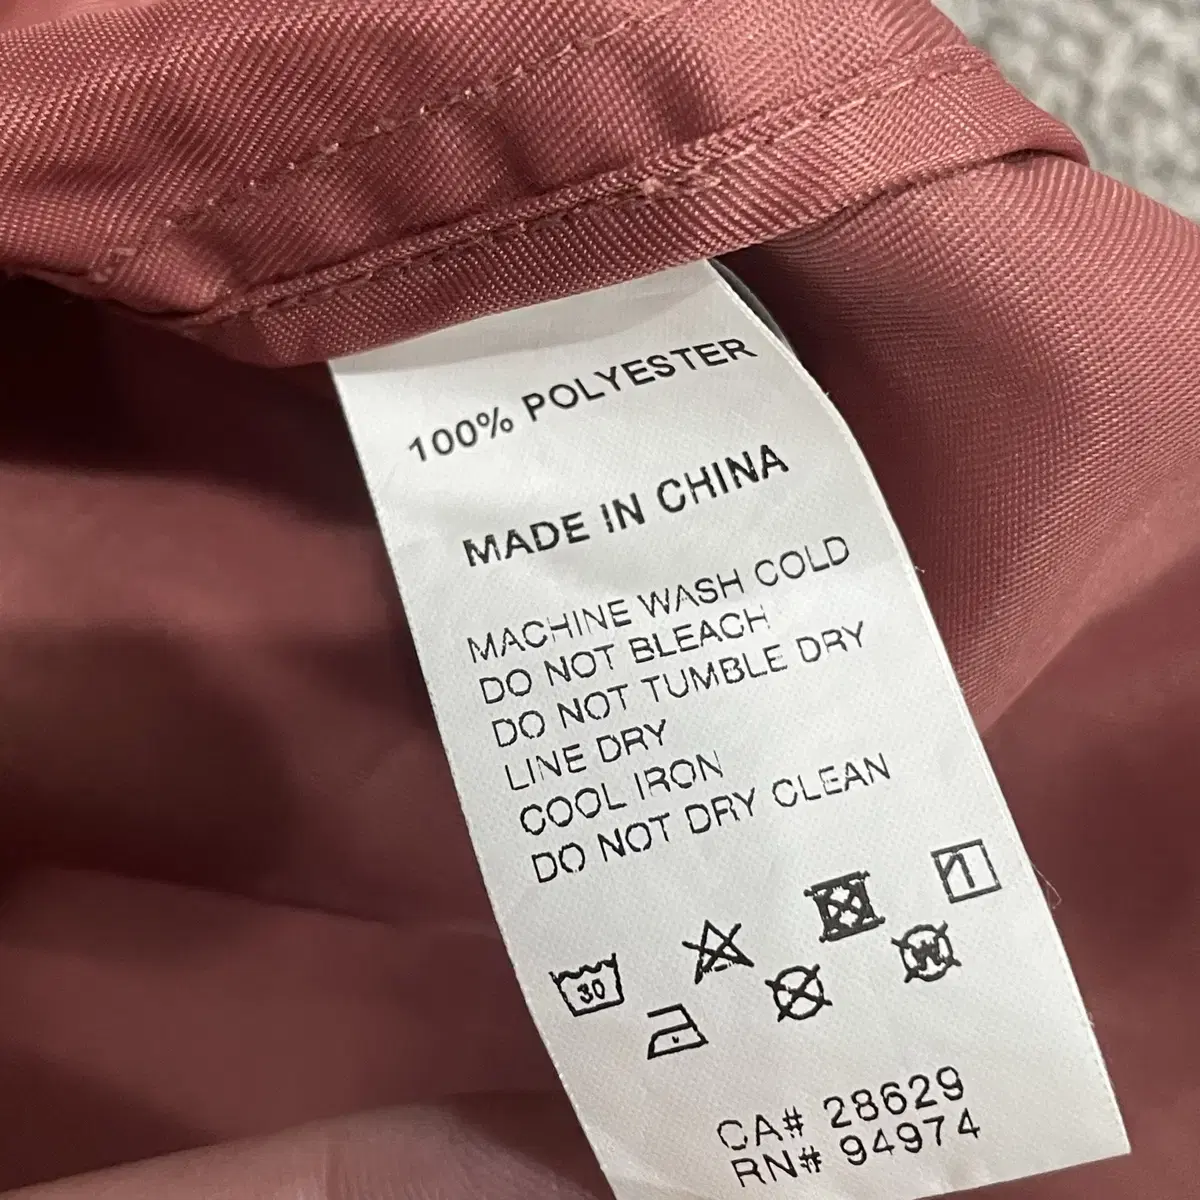 100% POLYESTER
MADE IN CHINA
MACHINE WASH COLD
DO NOT BLEACH
DO NOT TUMBLE DRY
LINE DRY
COOL IRON
DO NOT DRY CLEAN
30
W
CA# 28629
RN# 94974